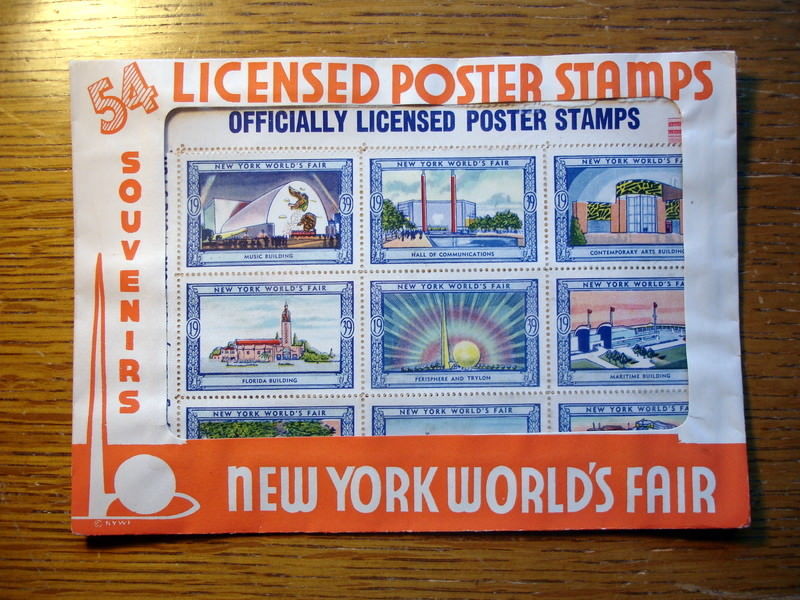 54 LICENSED POSTER STAMPS
OFFICIALLY LICENSED POSTER STAMPS
SOUVENIRS
NEW YORK WORLD'S FAIR
19 39
MUSIC BUILDING
NEW YORK WORLD'S FAIR
19 39
HALL OF COMMUNICATIONS
NEW YORK WORLD'S F
19
CONTEMPORARY ARTS BUILDING
NEW YORK WORLD'S FAIR
19 39
FLORIDA BUILDING
NEW YORK WORLD'S FAIR
19 39
PERISPHERE AND TRYLON
NEW YORK WORLD'S F
19
MARITIME BUILDING
NEW YORK WORLD'S FAIR
NEW YORK WORLD'S FAIR
NEW YORK WORLD'S F
NEW YORK WORLD'S FAIR